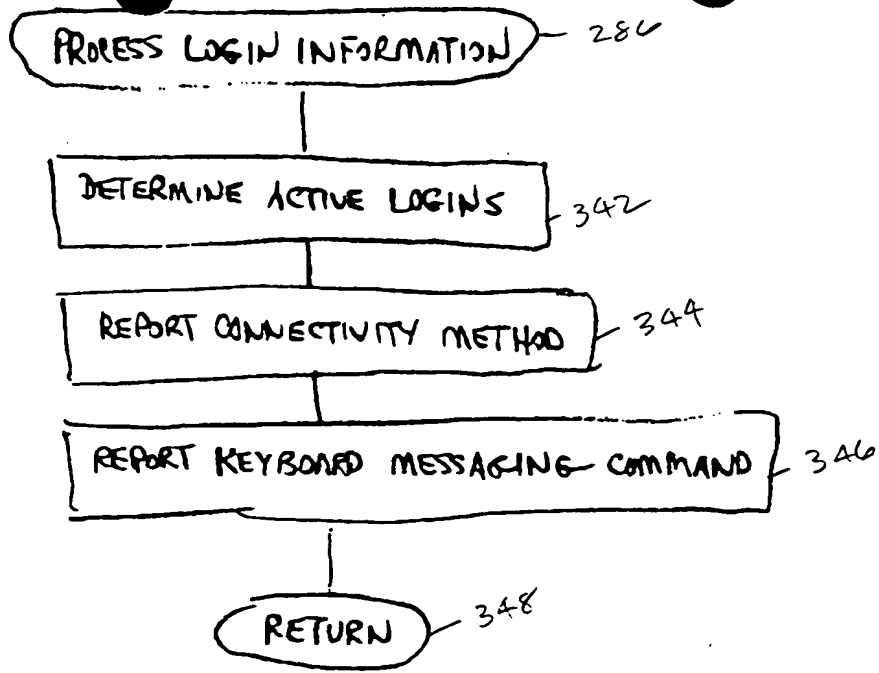 PROCESS LOGIN INFORMATION 286
DETERMINE ACTIVE LOGINS 342
REPORT CONNECTIVITY METHOD 344
REPORT KEYBOARD MESSAGING COMMAND 346
RETURN 348